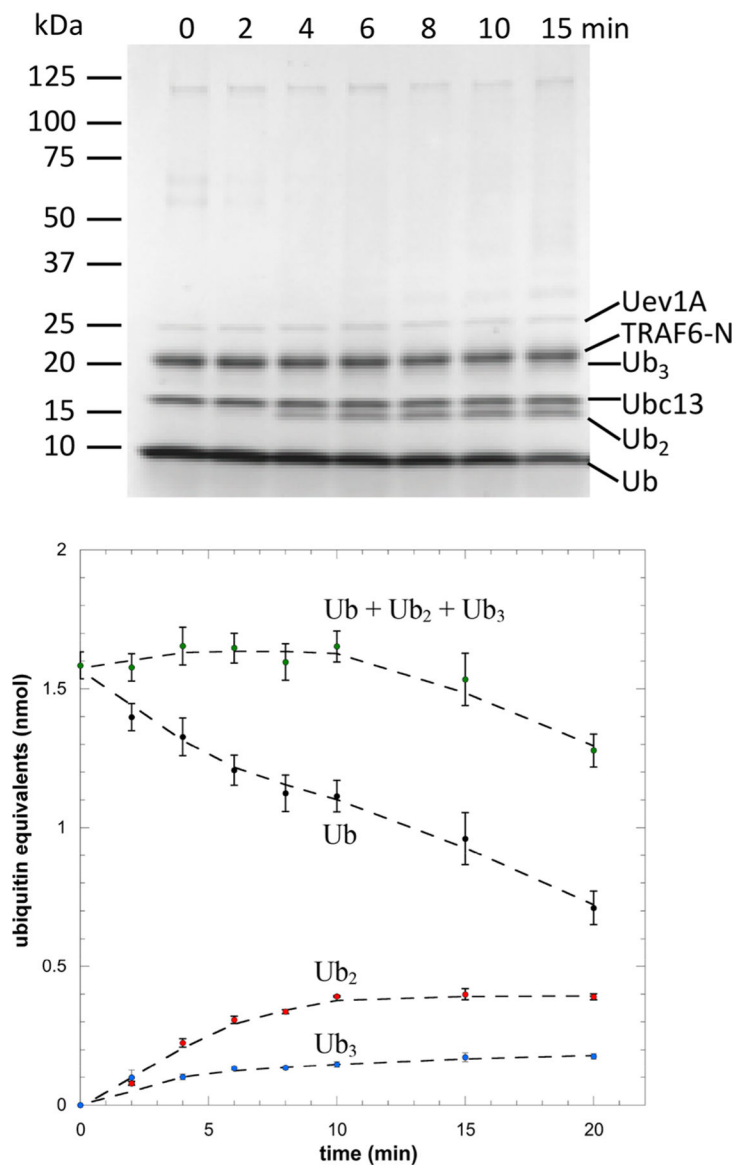 kDa 0 2 4 6 8 10 15 min
125
100
75
50
37
Uev1A
25
TRAF6-N
20
Ub₃
Ubc13
15
Ub₂
10
Ub
2
Ub + Ub₂ + Ub₃
1.5
ubiquitin equivalents (nmol)
1
Ub
0.5
Ub₂
Ub₃
0
0 5 10 15 20
time (min)